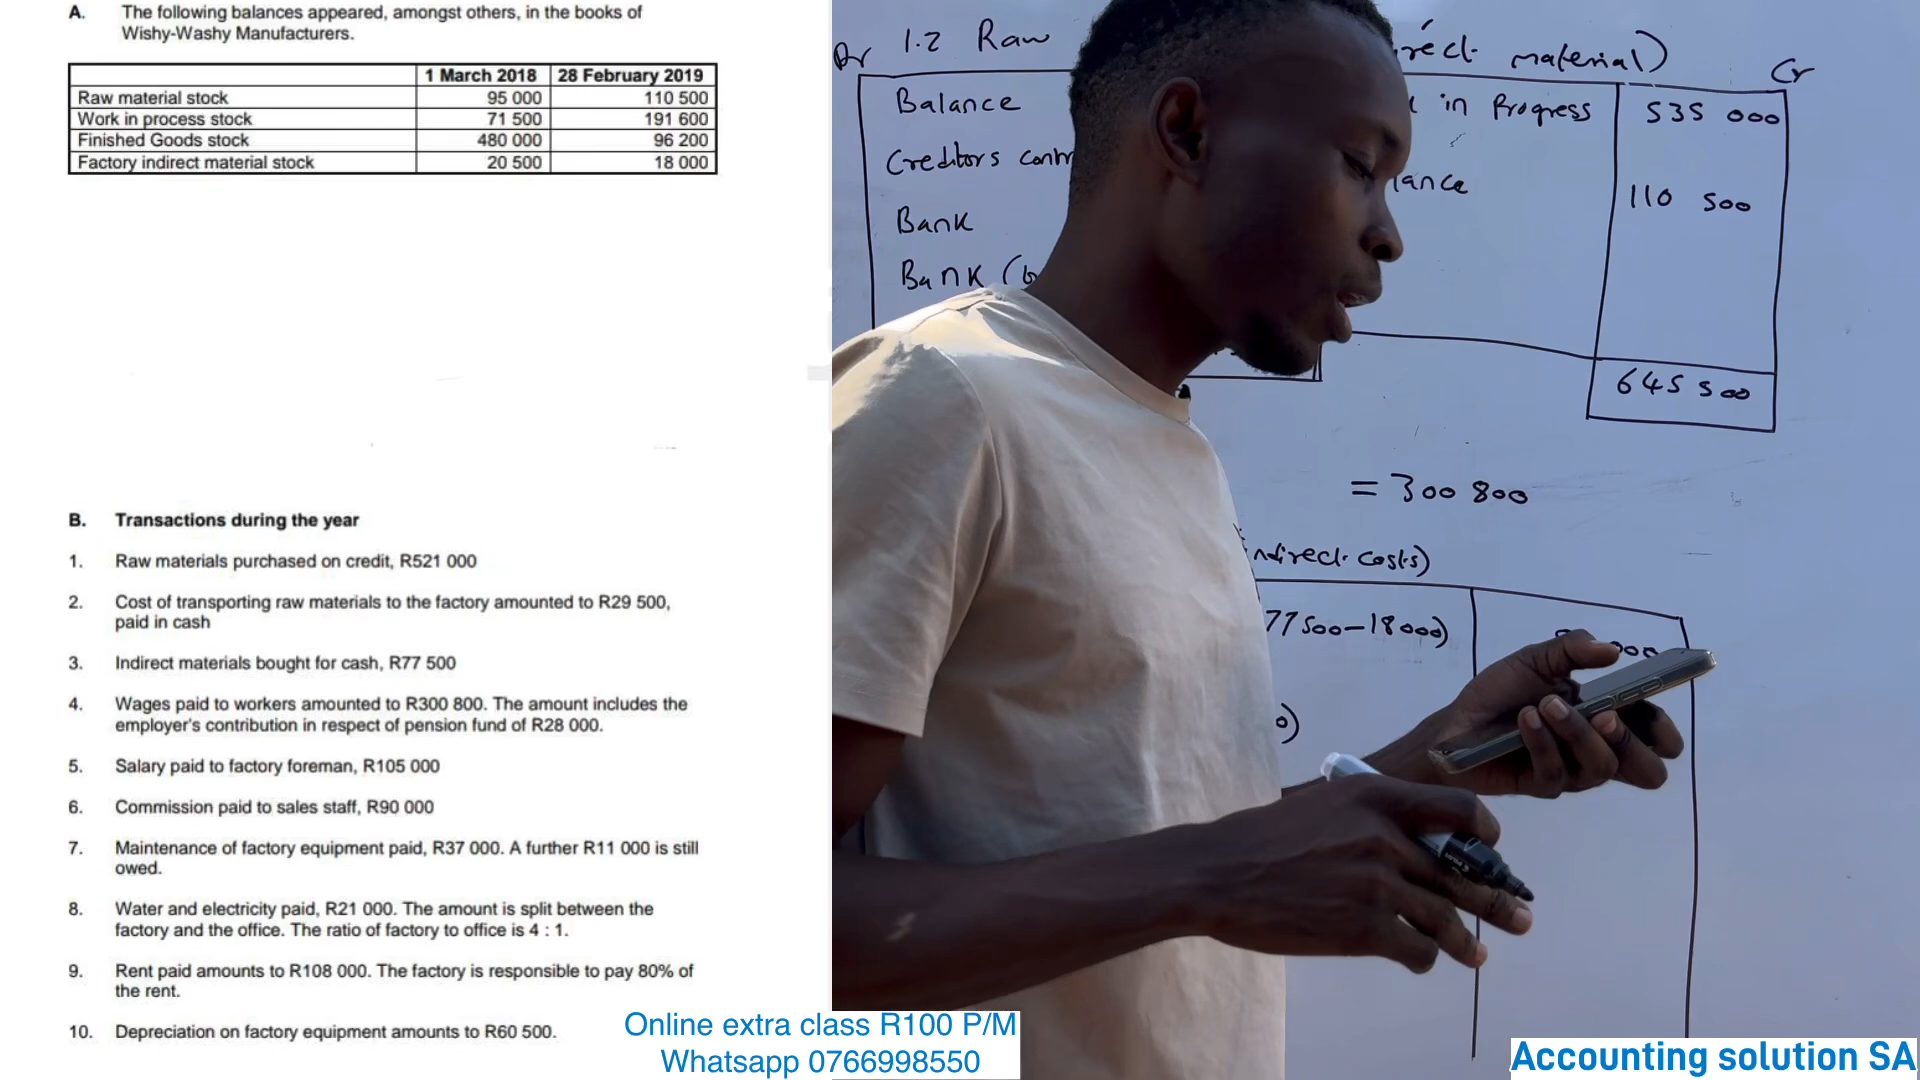 A. The following balances appeared, amongst others, in the books of
Wishy-Washy Manufacturers.
1 March 2018 28 February 2019
Raw material stock 95 000 110 500
Work in process stock 71 500 191 600
Finished Goods stock 480 000 96 200
Factory indirect material stock 20 500 18 000
B. Transactions during the year
1. Raw materials purchased on credit, R521 000
2. Cost of transporting raw materials to the factory amounted to R29 500,
paid in cash
3. Indirect materials bought for cash, R77 500
4. Wages paid to workers amounted to R300 800. The amount includes the
employer's contribution in respect of pension fund of R28 000.
5. Salary paid to factory foreman, R105 000
6. Commission paid to sales staff, R90 000
7. Maintenance of factory equipment paid, R37 000. A further R11 000 is still
owed.
8. Water and electricity paid, R21 000. The amount is split between the
factory and the office. The ratio of factory to office is 4 : 1.
9. Rent paid amounts to R108 000. The factory is responsible to pay 80% of
the rent.
10. Depreciation on factory equipment amounts to R60 500.
Dr 1.2 Raw material) Cr
Balance in Progress 535 000
Creditors
110 500
Bank
Bank
645 500
= 300 800
costs)
77 500-18000)
Online extra class R100 P/M
Whatsapp 0766998550
Accounting solution SA